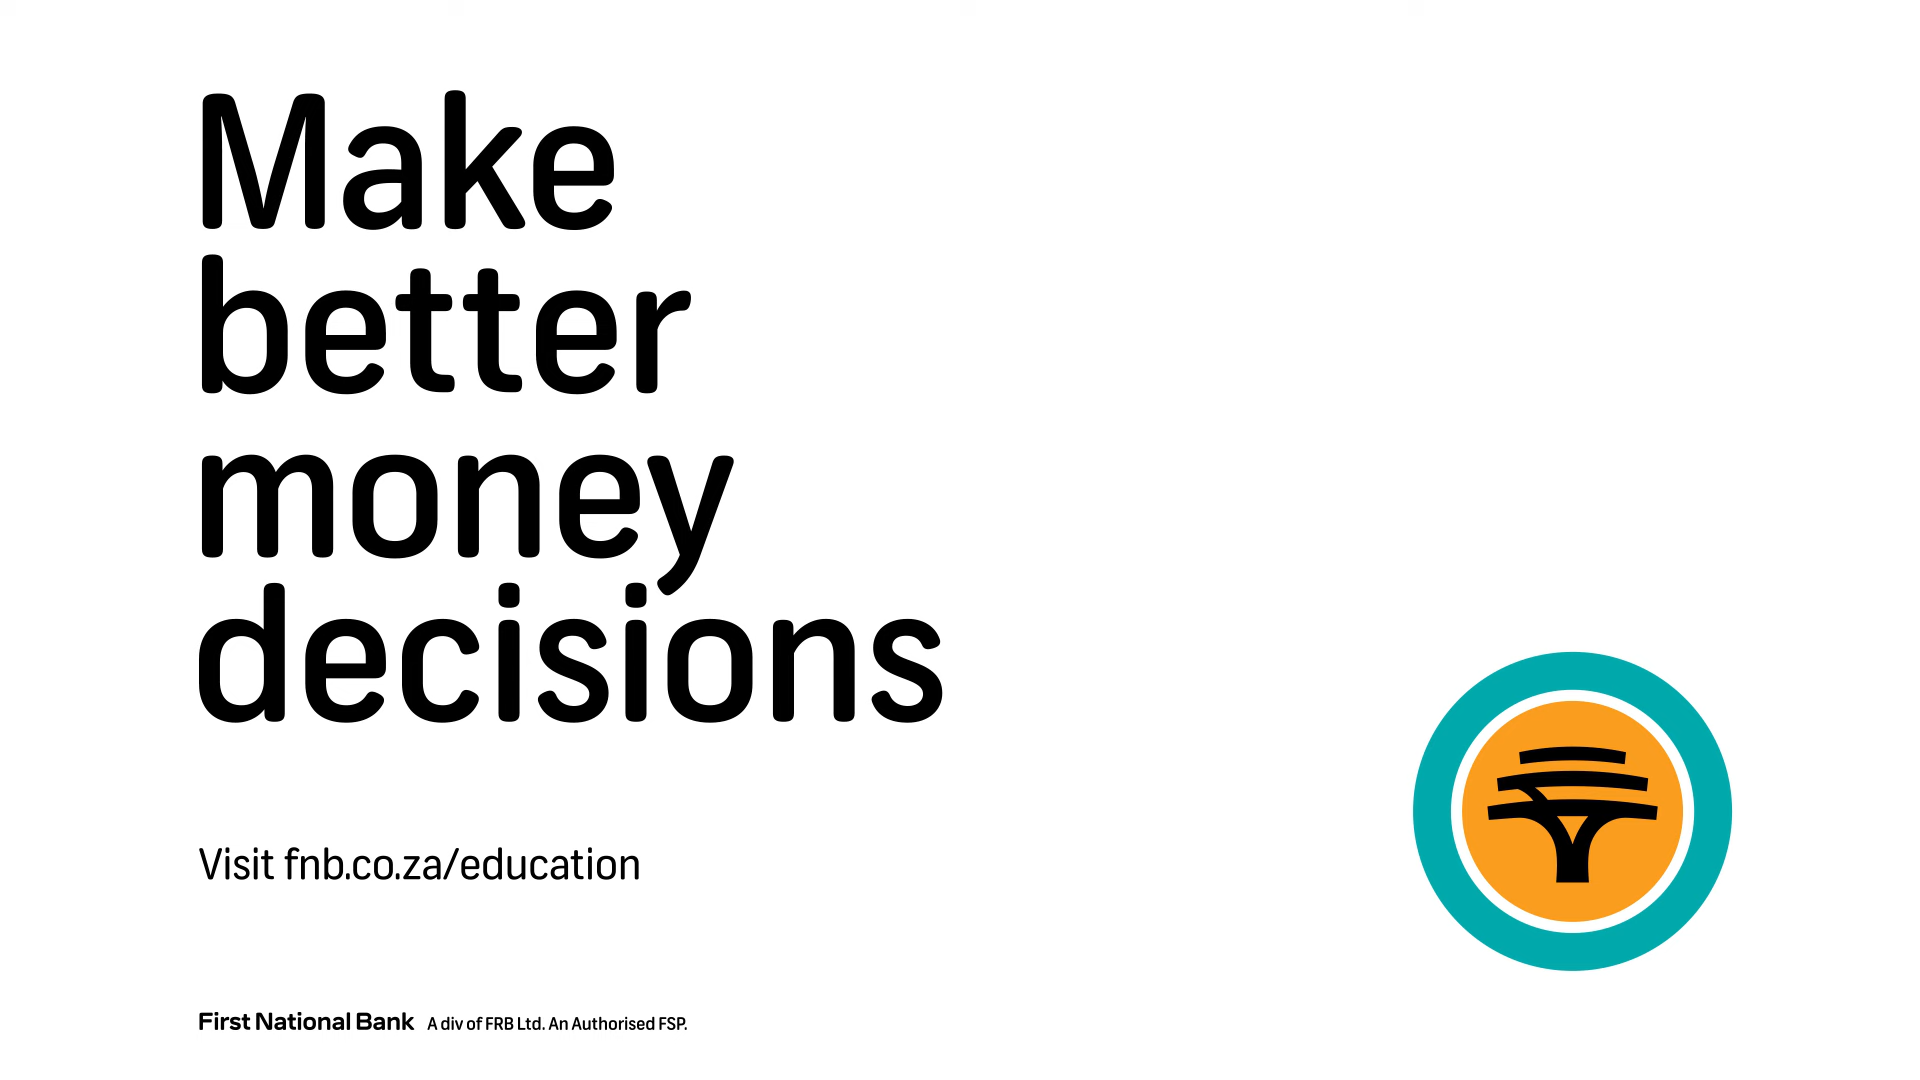 Make
better
money
decisions
Visit fnb.co.za/education
First National Bank A div of FRB Ltd. An Authorised FSP.